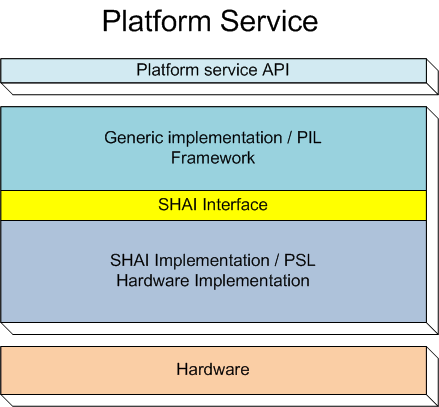 Platform Service
Platform service API
Generic implementation / PIL
Framework
SHAI Interface
SHAI Implementation / PSL
Hardware Implementation
Hardware